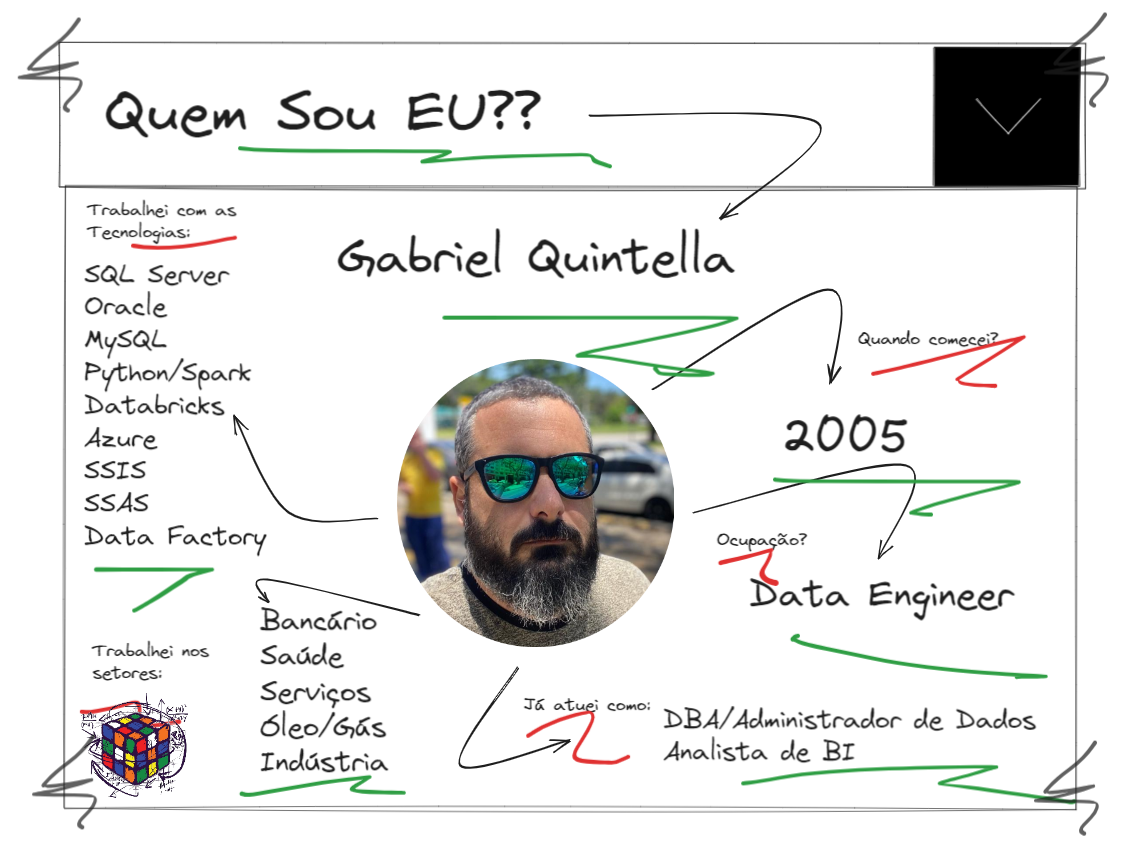 Quem Sou EU??
Trabalhei com as
Tecnologias:
SQL Server
Oracle
MySQL
Python/Spark
Databricks
Azure
SSIS
SSAS
Data Factory
Gabriel Quintella
Quando comecei?
2005
Ocupação?
Data Engineer
Trabalhei nos
setores:
Bancário
Saúde
Serviços
Óleo/Gás
Indústria
Já atuei como:
DBA/Administrador de Dados
Analista de BI